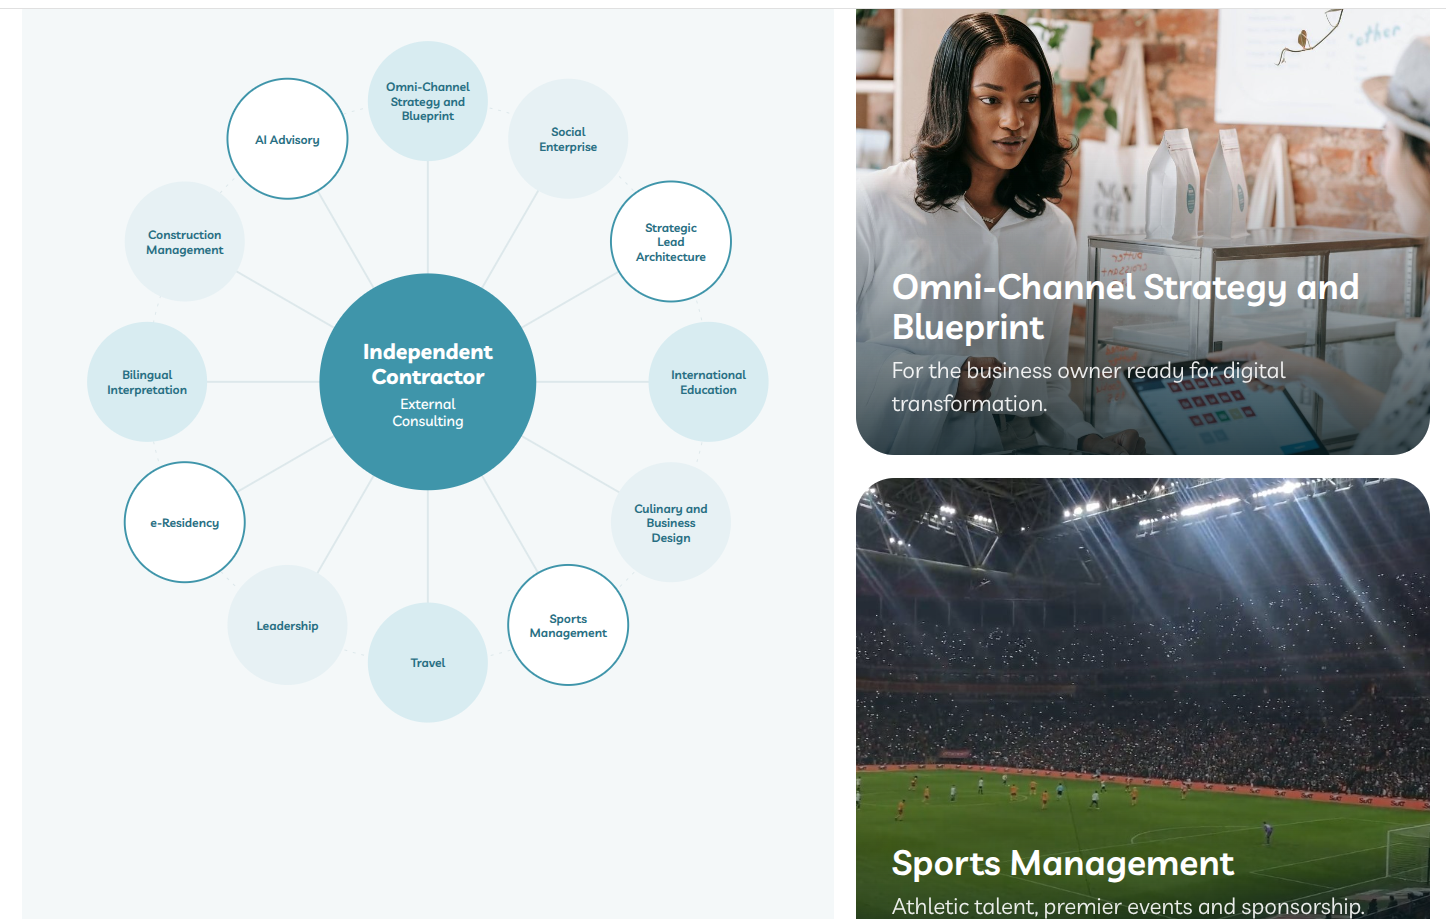 Omni-Channel
Strategy and
Blueprint
AI Advisory
Social
Enterprise
Construction
Management
Strategic
Lead
Architecture
Independent
Contractor
External
Consulting
Bilingual
Interpretation
International
Education
e-Residency
Culinary and
Business
Design
Leadership
Travel
Sports
Management
other
Omni-Channel Strategy and
Blueprint
For the business owner ready for digital
transformation.
Sports Management
Athletic talent, premier events and sponsorship.